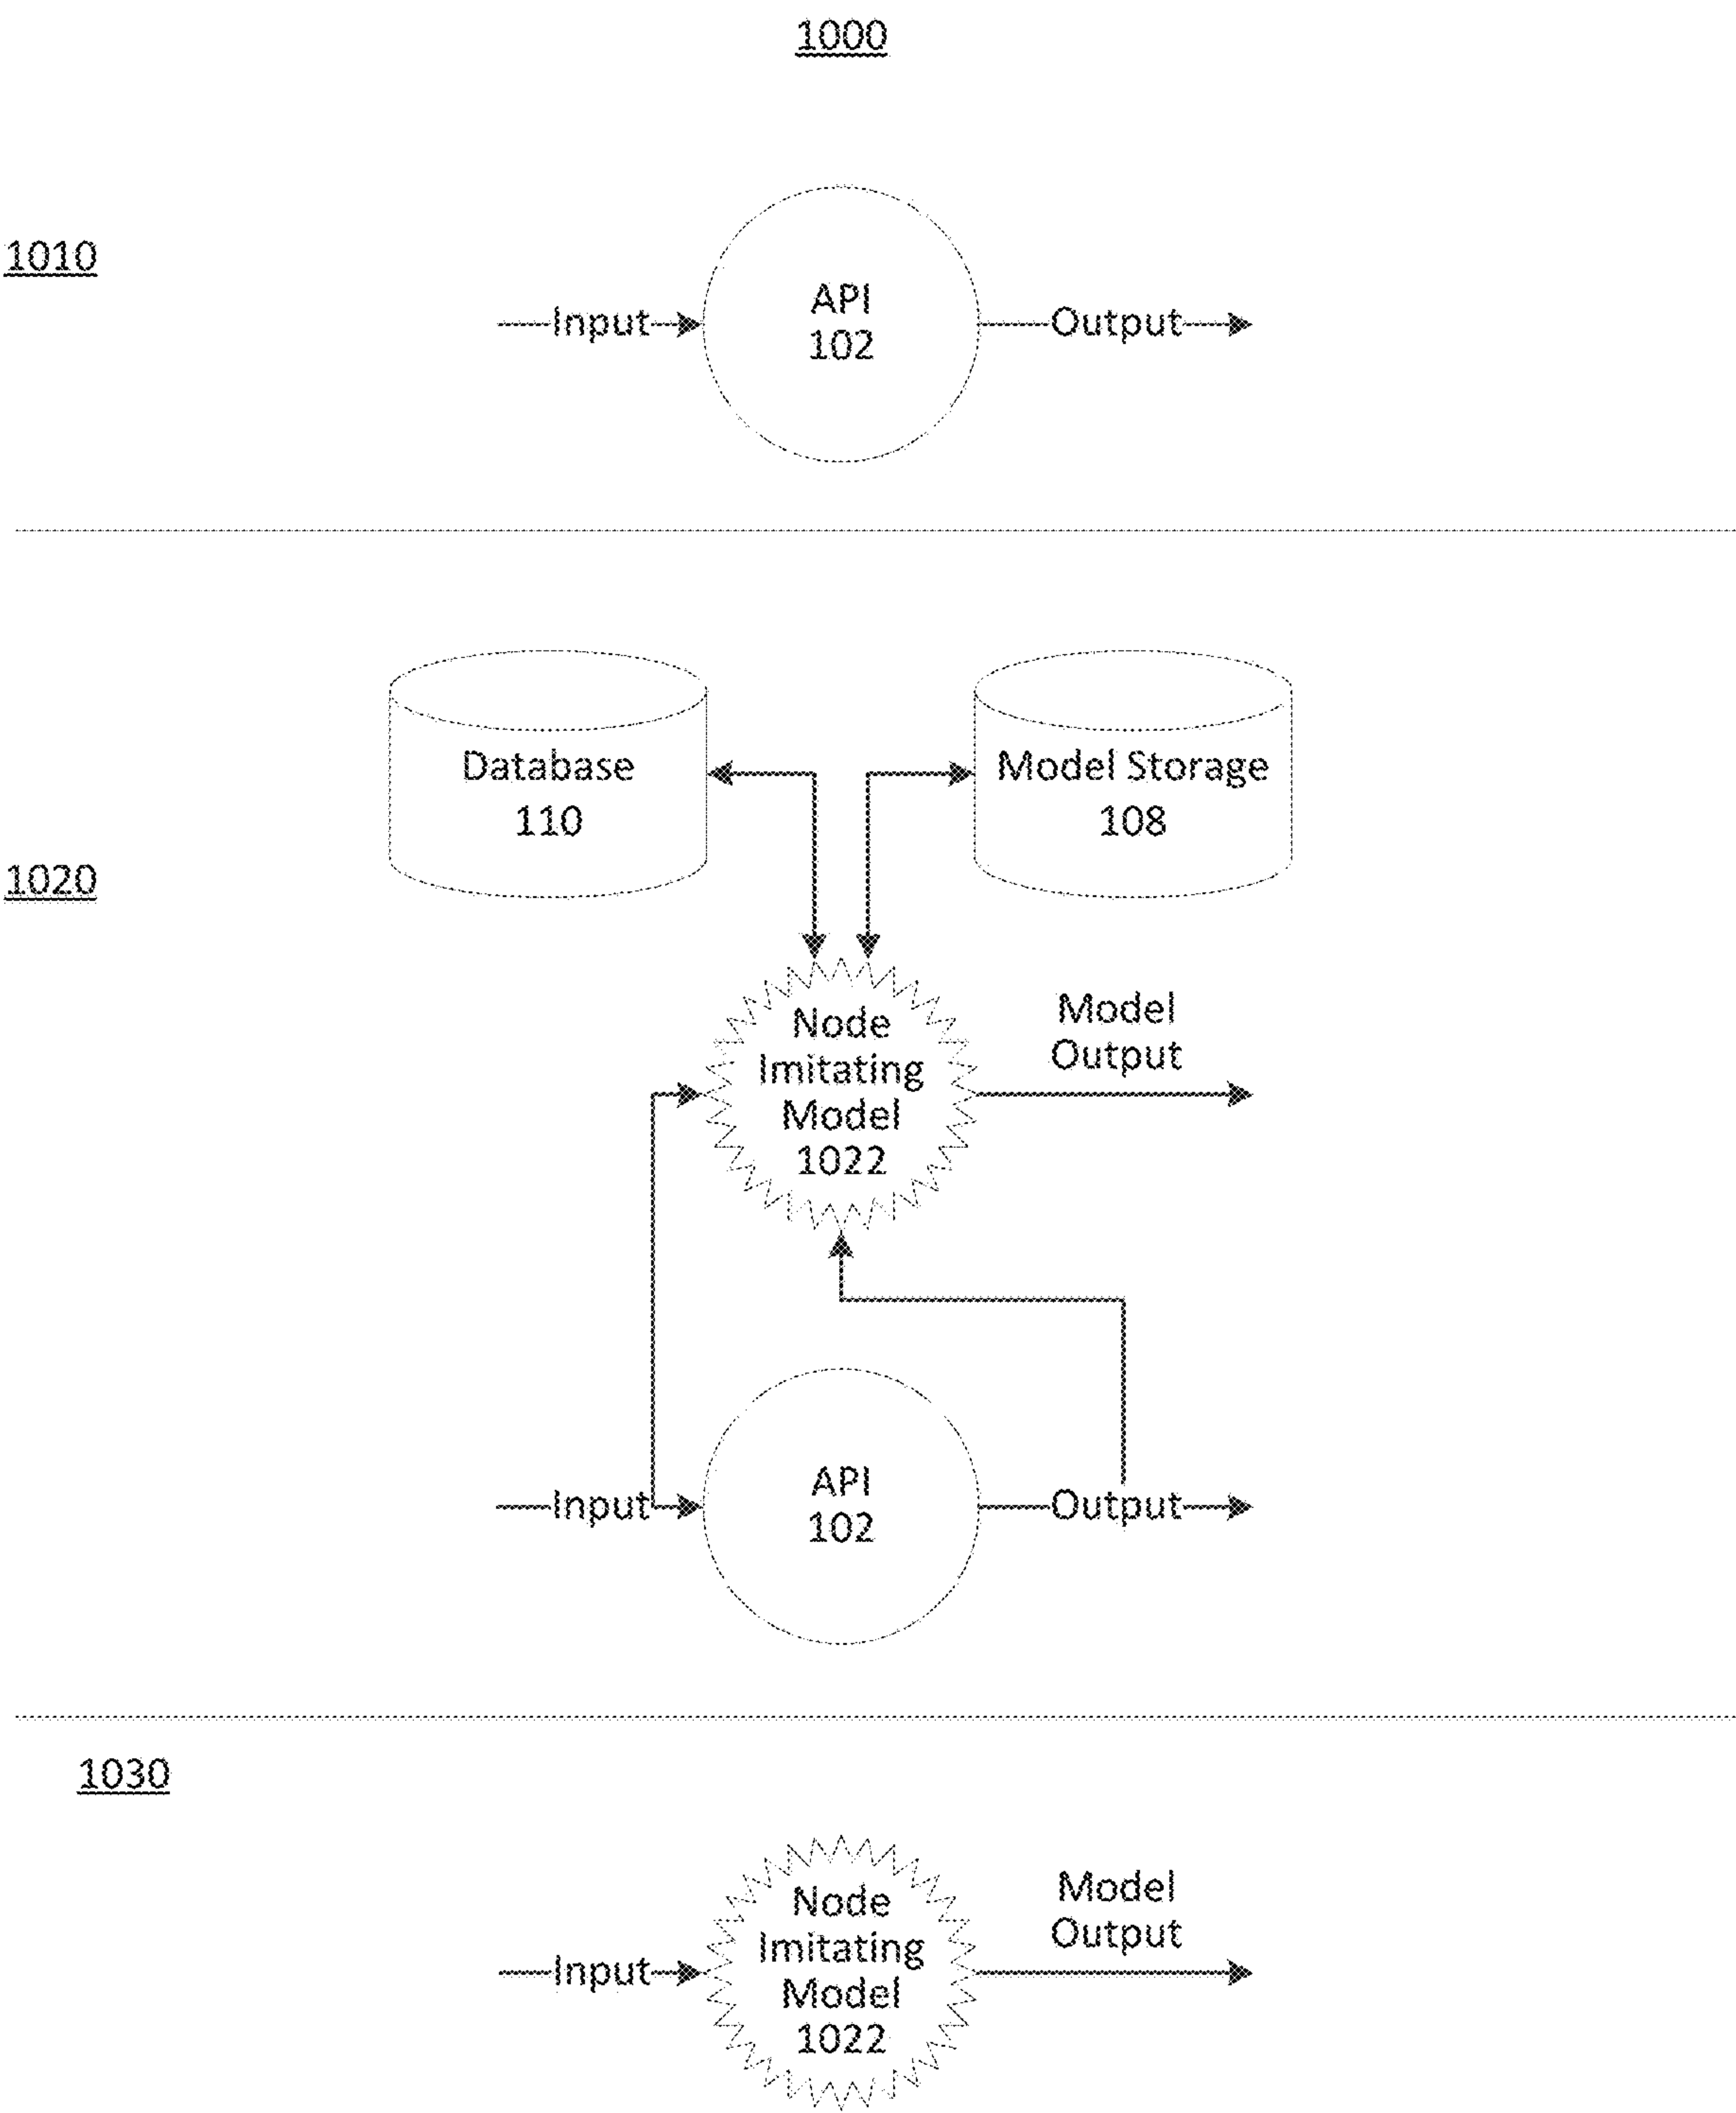 1000
1010
API
102
Input
Output
Database
110
Model Storage
108
1020
Node
Imitating
Model
1022
Model
Output
API
102
Input
Output
1030
Node
Imitating
Model
1022
Input
Model
Output